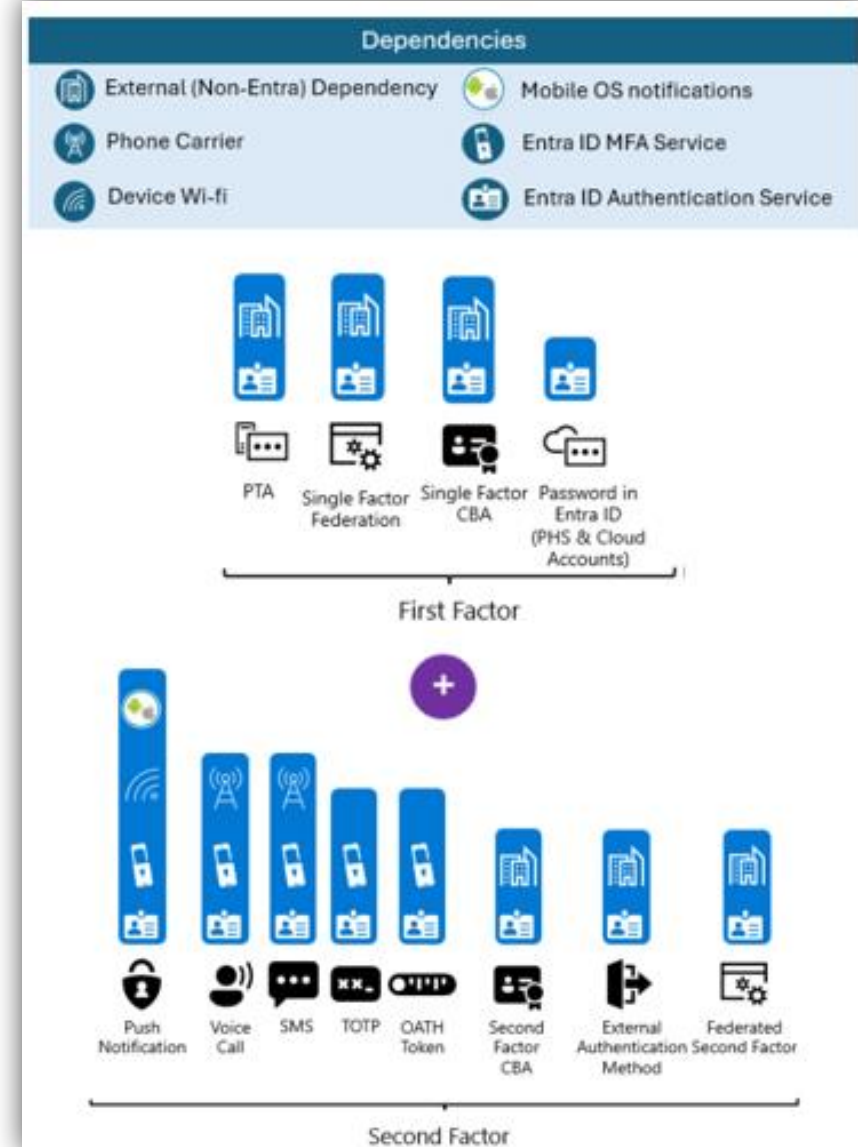 Dependencies
External (Non-Entra) Dependency
Mobile OS notifications
Phone Carrier
Entra ID MFA Service
Device Wi-fi
Entra ID Authentication Service
PTA
Single Factor
Federation
Single Factor
CBA
Password in
Entra ID
(PHS & Cloud
Accounts)
First Factor
+
Push
Notification
Voice
Call
SMS
TOTP
OATH
Token
Second
Factor
CBA
External
Authentication
Method
Federated
Second Factor
Second Factor